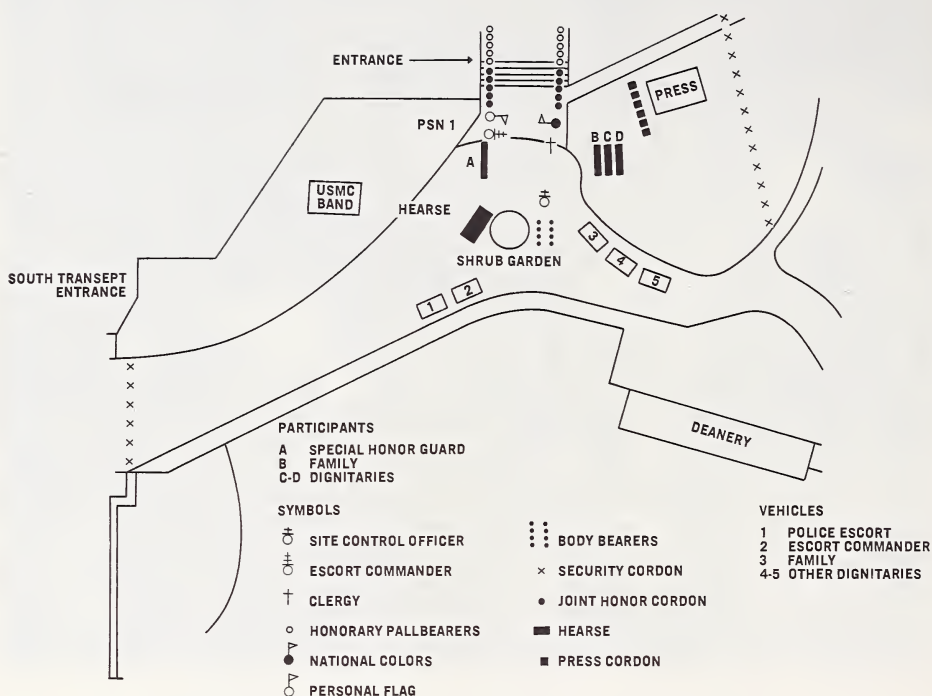 ENTRANCE
PRESS
PSN 1
B C D
A
USMC
BAND
HEARSE
SHRUB GARDEN
SOUTH TRANSEPT
ENTRANCE
3
4
5
1
2
DEANERY
PARTICIPANTS
A SPECIAL HONOR GUARD
B FAMILY
C-D DIGNITARIES
SYMBOLS
SITE CONTROL OFFICER
ESCORT COMMANDER
CLERGY
HONORARY PALLBEARERS
NATIONAL COLORS
PERSONAL FLAG
BODY BEARERS
SECURITY CORDON
JOINT HONOR CORDON
HEARSE
PRESS CORDON
VEHICLES
1 POLICE ESCORT
2 ESCORT COMMANDER
3 FAMILY
4-5 OTHER DIGNITARIES